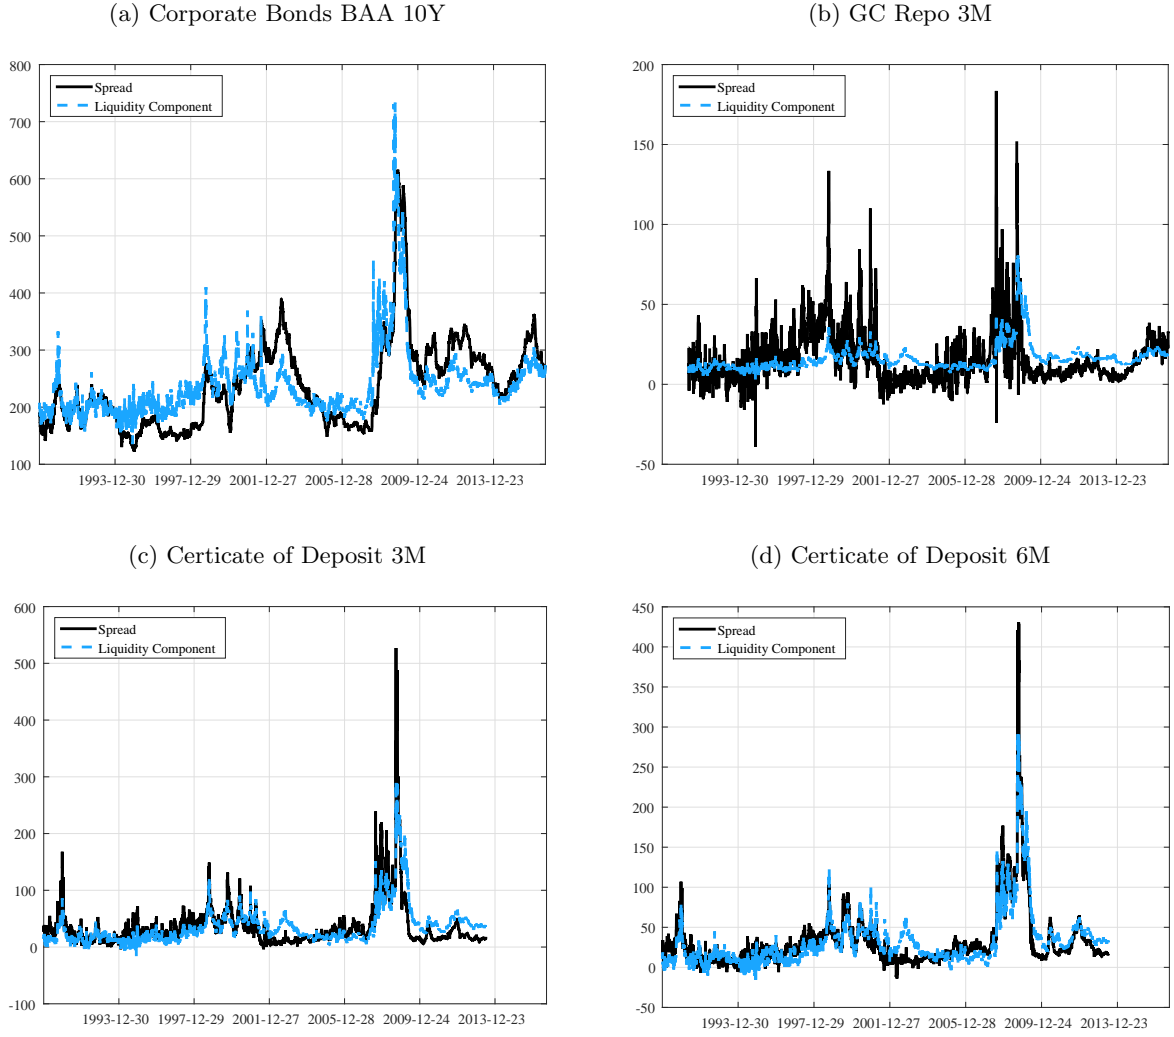 (a) Corporate Bonds BAA 10Y
800
700
600
500
400
300
200
100
Spread
Liquidity Component
1993-12-30 1997-12-29 2001-12-27 2005-12-28 2009-12-24 2013-12-23
(b) GC Repo 3M
200
150
100
50
0
-50
Spread
Liquidity Component
1993-12-30 1997-12-29 2001-12-27 2005-12-28 2009-12-24 2013-12-23
(c) Certicate of Deposit 3M
600
500
400
300
200
100
0
-100
Spread
Liquidity Component
1993-12-30 1997-12-29 2001-12-27 2005-12-28 2009-12-24 2013-12-23
(d) Certicate of Deposit 6M
450
400
350
300
250
200
150
100
50
0
-50
Spread
Liquidity Component
1993-12-30 1997-12-29 2001-12-27 2005-12-28 2009-12-24 2013-12-23